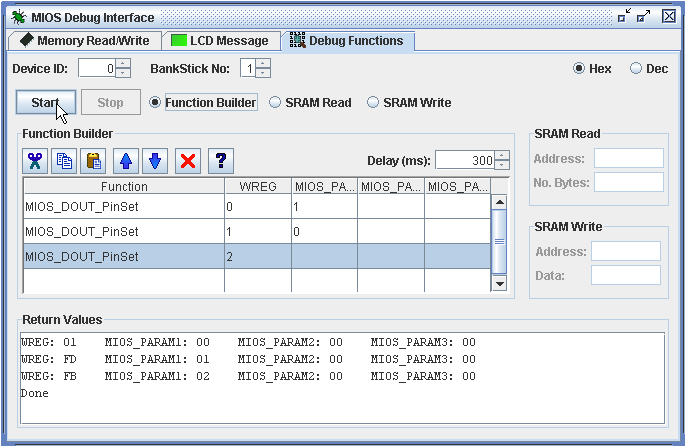 MIOS Debug Interface
Memory Read/Write LCD Message Debug Functions
Device ID: 0 BankStick No: 1 Hex Dec
Start Stop Function Builder SRAM Read SRAM Write
Function Builder
Delay (ms): 300
Function WREG MIOS_PA... MIOS_PA... MIOS_PA...
MIOS_DOUT_PinSet 0 1
MIOS_DOUT_PinSet 1 0
MIOS_DOUT_PinSet 2
SRAM Read
Address:
No. Bytes:
SRAM Write
Address:
Data:
Return Values
WREG: 01 MIOS_PARAM1: 00 MIOS_PARAM2: 00 MIOS_PARAM3: 00
WREG: FD MIOS_PARAM1: 01 MIOS_PARAM2: 00 MIOS_PARAM3: 00
WREG: FB MIOS_PARAM1: 02 MIOS_PARAM2: 00 MIOS_PARAM3: 00
Done